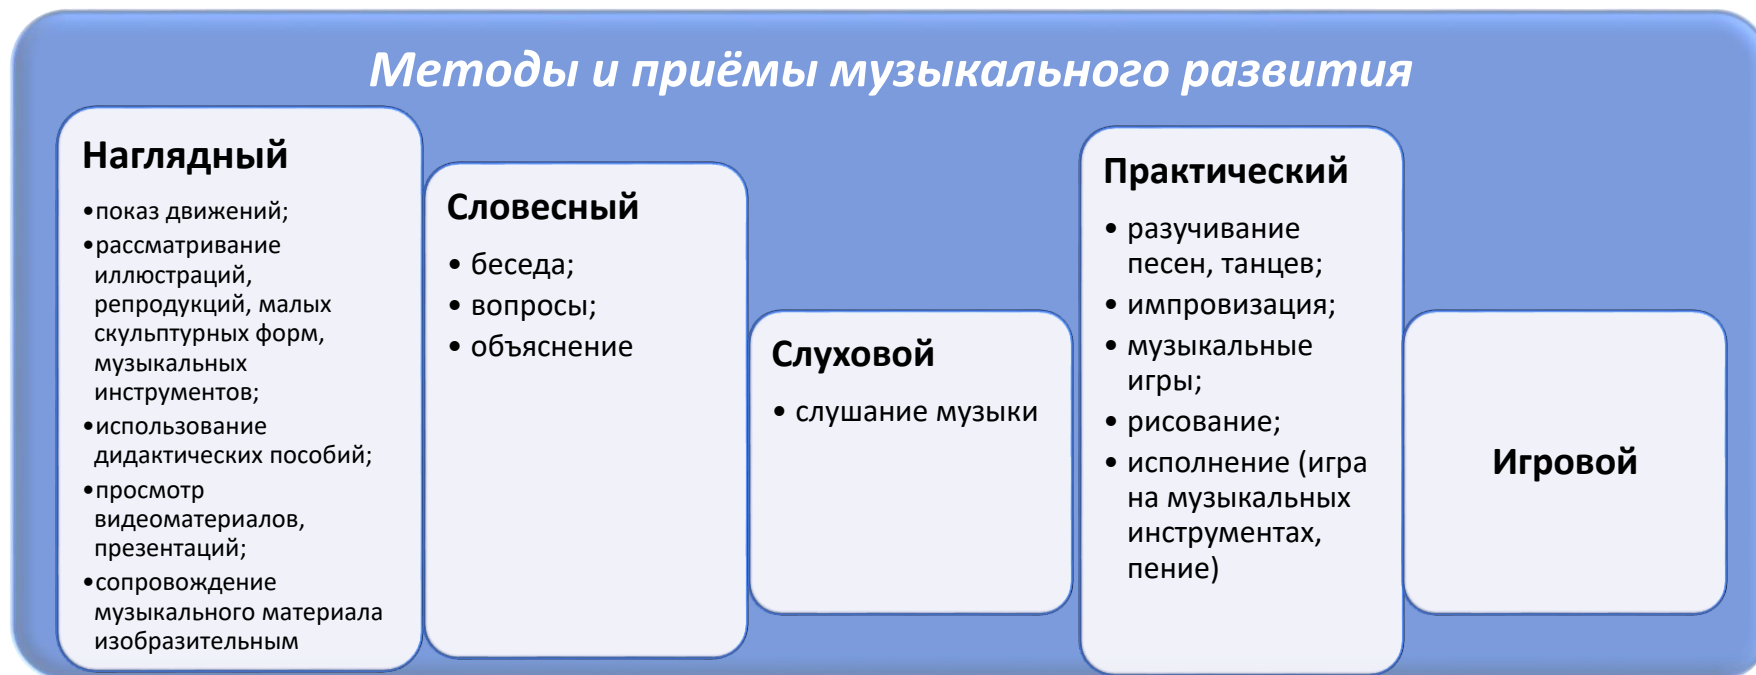 Методы и приёмы музыкального развития
Наглядный
•показ движений;
•рассматривание
иллюстраций,
репродукций, малых
скульптурных форм,
музыкальных
инструментов;
•использование
дидактических пособий;
•просмотр
видеоматериалов,
презентаций;
•сопровождение
музыкального материала
изобразительным
Словесный
• беседа;
• вопросы;
• объяснение
Слуховой
• слушание музыки
Практический
• разучивание
песен, танцев;
• импровизация;
• музыкальные
игры;
• рисование;
• исполнение (игра
на музыкальных
инструментах,
пение)
Игровой